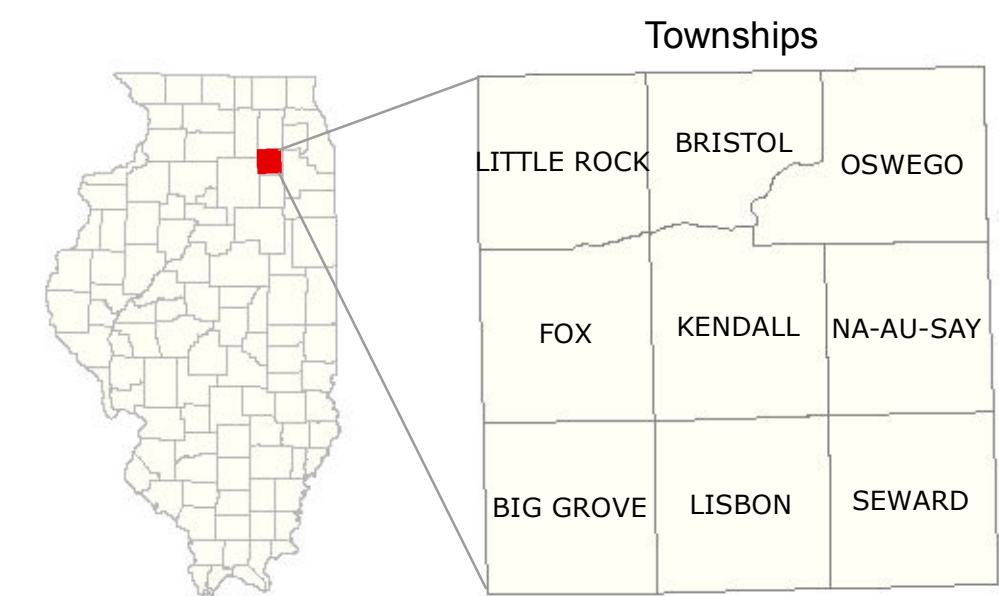 Townships
LITTLE ROCK
BRISTOL
OSWEGO
FOX
KENDALL
NA-AU-SAY
BIG GROVE
LISBON
SEWARD